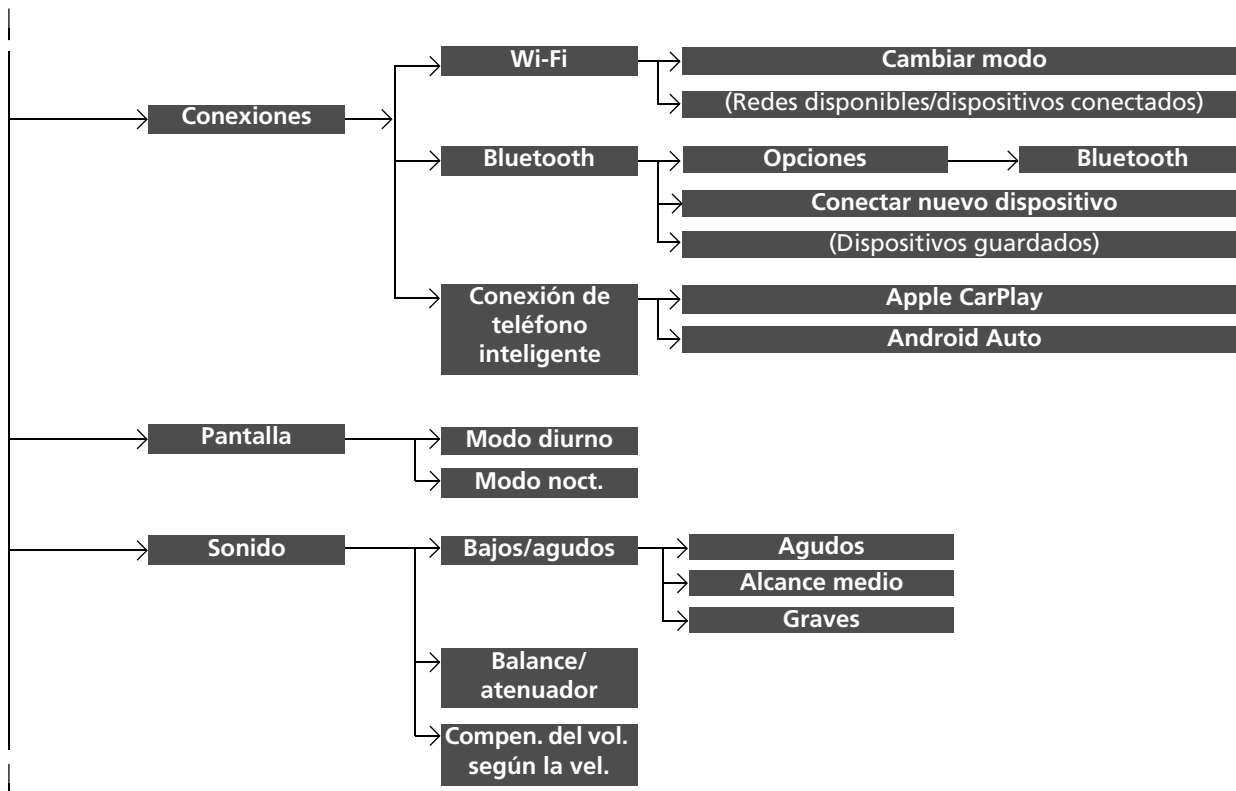 Conexiones
Wi-Fi
Cambiar modo
(Redes disponibles/dispositivos conectados)
Bluetooth
Opciones
Bluetooth
Conectar nuevo dispositivo
(Dispositivos guardados)
Conexión de
teléfono
inteligente
Apple CarPlay
Android Auto
Pantalla
Modo diurno
Modo noct.
Sonido
Bajos/agudos
Agudos
Alcance medio
Graves
Balance/
atenuador
Compen. del vol.
según la vel.